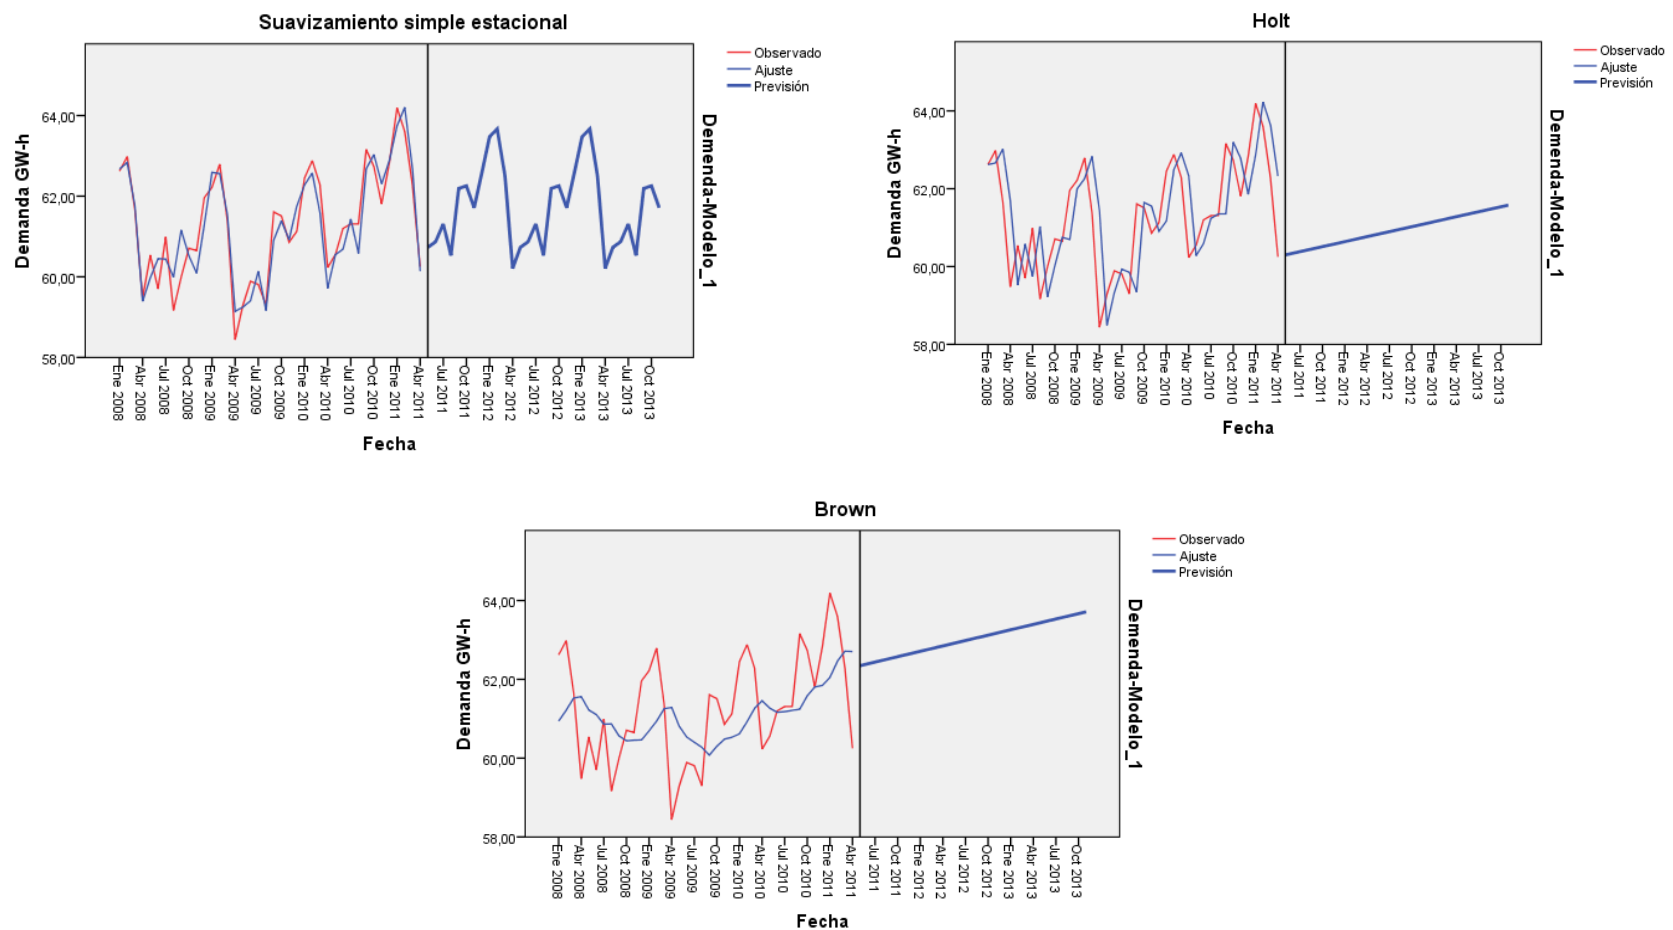 Suavizamiento simple estacional
Observado
Ajuste
Previsión
Demanda GW-h
64,00
62,00
60,00
58,00
Demenda-Modelo_1
Ene 2008
Abr 2008
Jul 2008
Oct 2008
Ene 2009
Abr 2009
Jul 2009
Oct 2009
Ene 2010
Abr 2010
Jul 2010
Oct 2010
Ene 2011
Abr 2011
Jul 2011
Oct 2011
Ene 2012
Abr 2012
Jul 2012
Oct 2012
Ene 2013
Abr 2013
Jul 2013
Oct 2013
Fecha
Holt
Observado
Ajuste
Previsión
Demanda GW-h
64,00
62,00
60,00
58,00
Demenda-Modelo_1
Ene 2008
Abr 2008
Jul 2008
Oct 2008
Ene 2009
Abr 2009
Jul 2009
Oct 2009
Ene 2010
Abr 2010
Jul 2010
Oct 2010
Ene 2011
Abr 2011
Jul 2011
Oct 2011
Ene 2012
Abr 2012
Jul 2012
Oct 2012
Ene 2013
Abr 2013
Jul 2013
Oct 2013
Fecha
Brown
Observado
Ajuste
Previsión
Demanda GW-h
64,00
62,00
60,00
58,00
Demenda-Modelo_1
Ene 2008
Abr 2008
Jul 2008
Oct 2008
Ene 2009
Abr 2009
Jul 2009
Oct 2009
Ene 2010
Abr 2010
Jul 2010
Oct 2010
Ene 2011
Abr 2011
Jul 2011
Oct 2011
Ene 2012
Abr 2012
Jul 2012
Oct 2012
Ene 2013
Abr 2013
Jul 2013
Oct 2013
Fecha